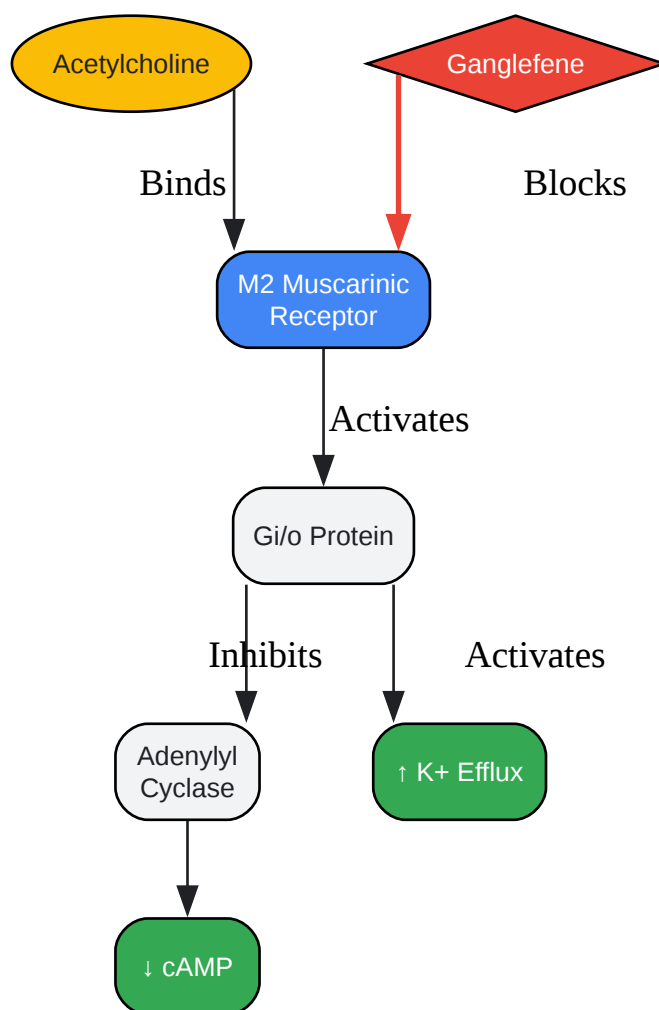 Acetylcholine
Ganglefene
Binds
Blocks
M2 Muscarinic
Receptor
Activates
Gi/o Protein
Inhibits
Activates
Adenylyl
Cyclase
↑ K+ Efflux
↓ cAMP